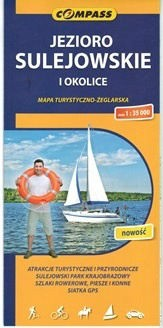 COMPASS
JEZIORO
SULEJOWSKIE
I OKOLICE
MAPA TURYSTYCZNO-ŻEGLARSKA
1:35 000
nowość
ATRAKCJE TURYSTYCZNE I PRZYRODNICZE
SULEJOWSKI PARK KRAJOBRAZOWY
SZLAKI ROWEROWE, PIESZE I KONNE
SIATKA GPS